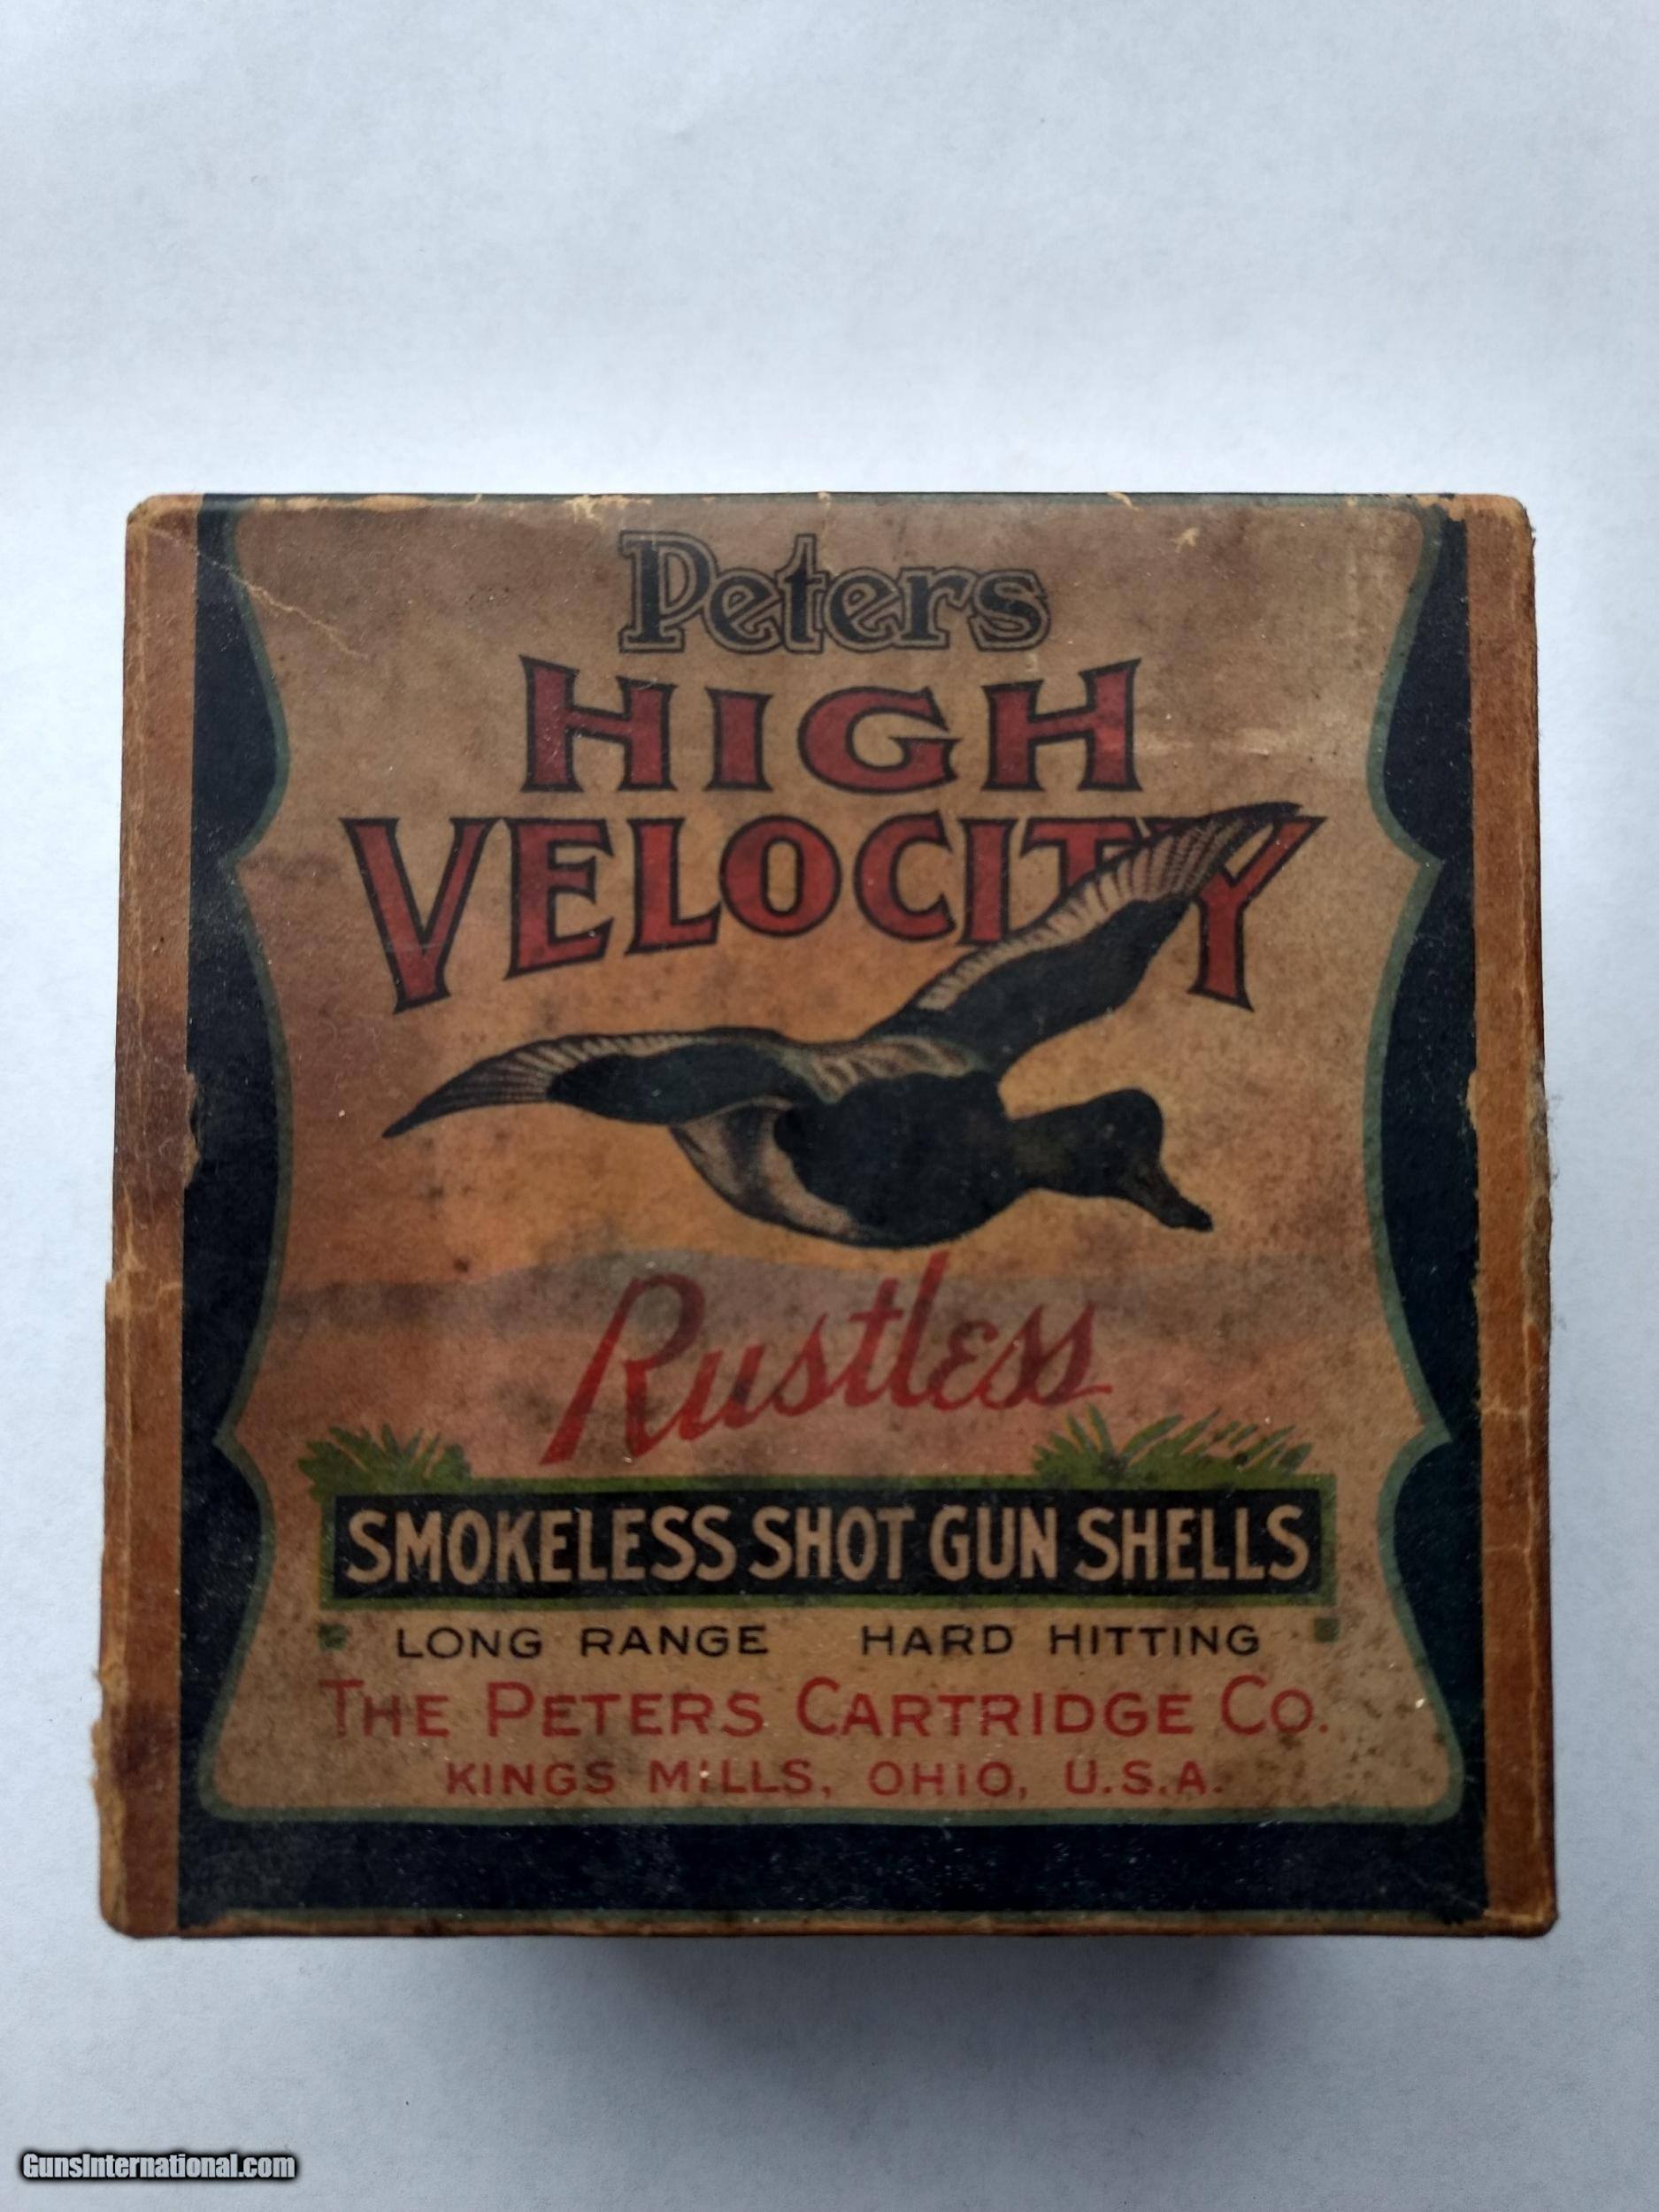 Peters
HIGH
VELOCITY
Rustless
SMOKELESS SHOT GUN SHELLS
LONG RANGE HARD HITTING
THE PETERS CARTRIDGE CO.
KINGS MILLS, OHIO, U.S.A.
GunsInternational.com